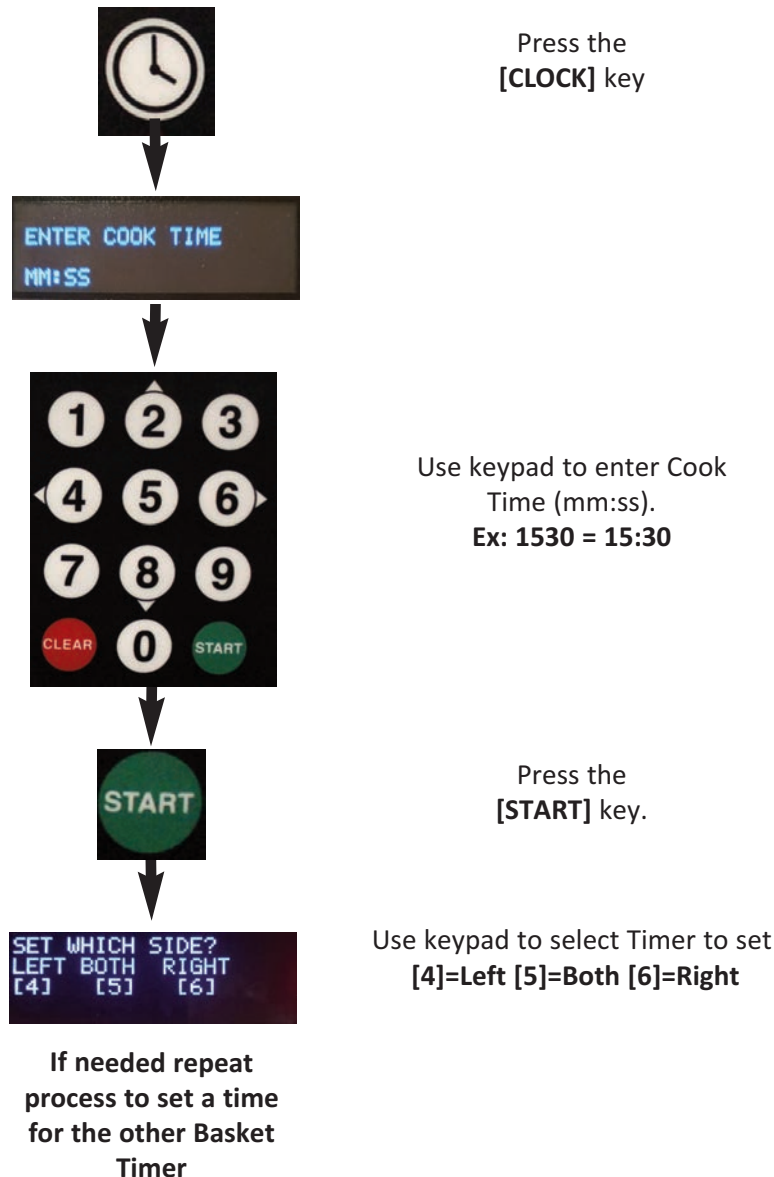 Press the
[CLOCK] key
ENTER COOK TIME
MM:SS
1 2 3
4 5 6
7 8 9
CLEAR 0 START
Use keypad to enter Cook
Time (mm:ss).
Ex: 1530 = 15:30
START
Press the
[START] key.
SET WHICH SIDE?
LEFT BOTH RIGHT
[4] [5] [6]
Use keypad to select Timer to set
[4]=Left [5]=Both [6]=Right
If needed repeat
process to set a time
for the other Basket
Timer